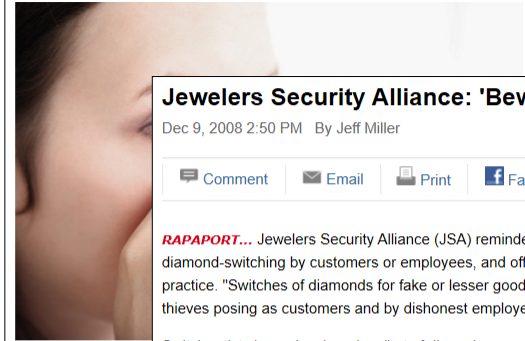 Jewelers Security Alliance: 'Bew
Dec 9, 2008 2:50 PM By Jeff Miller
Comment Email Print Fa
RAPAPORT... Jewelers Security Alliance (JSA) reminde
diamond-switching by customers or employees, and off
practice. "Switches of diamonds for fake or lesser good
thieves posing as customers and by dishonest employe